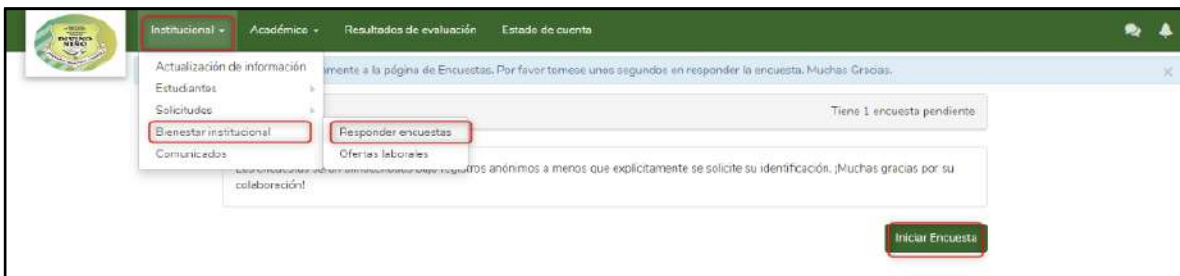 DIVINO
NIÑO
Institucional Académico Resultados de evaluación Estado de cuenta
Actualización de información
Estudiantes
Solicitudes
Bienestar institucional
Comunicados
Responder encuestas
Ofertas laborales
a la página de Encuestas. Por favor tomese unos segundos en responder la encuesta. Muchas Gracias.
Tiene 1 encuesta pendiente
anónimos a menos que explícitamente se solicite su identificación. ¡Muchas gracias por su
colaboración!
Iniciar Encuesta